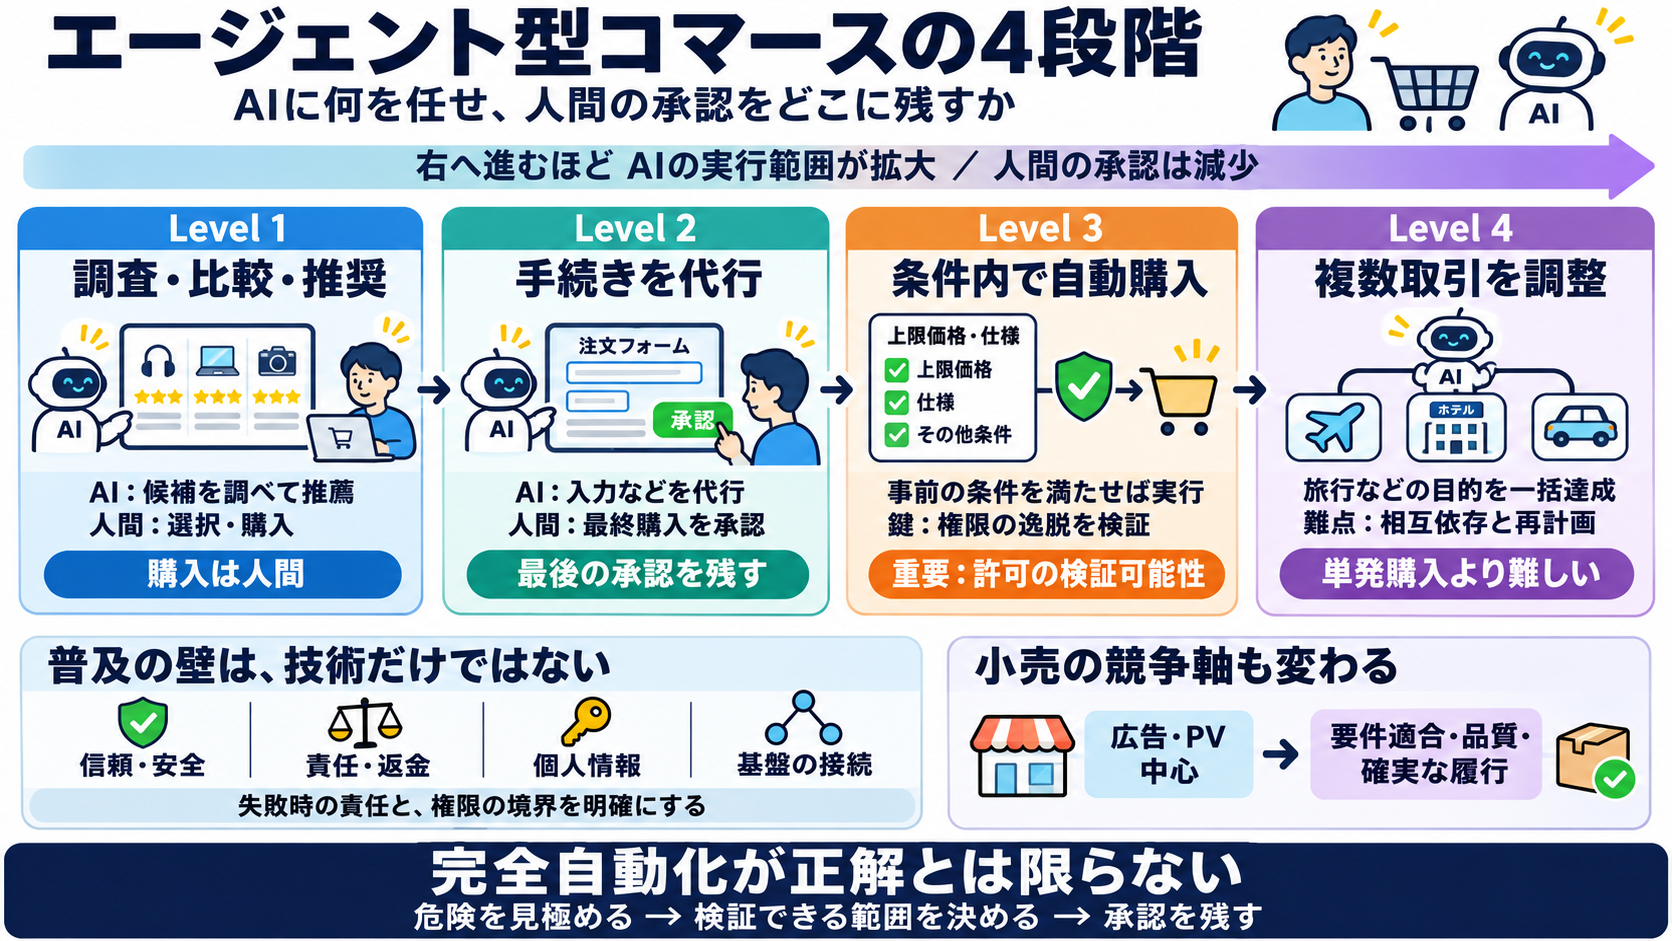 エージェント型コマースの4段階
AIに何を任せ、人間の承認をどこに残すか
AI
右へ進むほど AIの実行範囲が拡大 ／ 人間の承認は減少
Level 1
調査・比較・推奨
AI
AI：候補を調べて推薦
人間：選択・購入
購入は人間
Level 2
手続きを代行
注文フォーム
承認
AI
AI：入力などを代行
人間：最終購入を承認
最後の承認を残す
Level 3
条件内で自動購入
上限価格・仕様
上限価格
仕様
その他条件
事前の条件を満たせば実行
鍵：権限の逸脱を検証
重要：許可の検証可能性
Level 4
複数取引を調整
AI
ホテル
旅行などの目的を一括達成
難点：相互依存と再計画
単発購入より難しい
普及の壁は、技術だけではない
信頼・安全
責任・返金
個人情報
基盤の接続
失敗時の責任と、権限の境界を明確にする
小売の競争軸も変わる
広告・PV
中心
要件適合・品質・
確実な履行
完全自動化が正解とは限らない
危険を見極める → 検証できる範囲を決める → 承認を残す